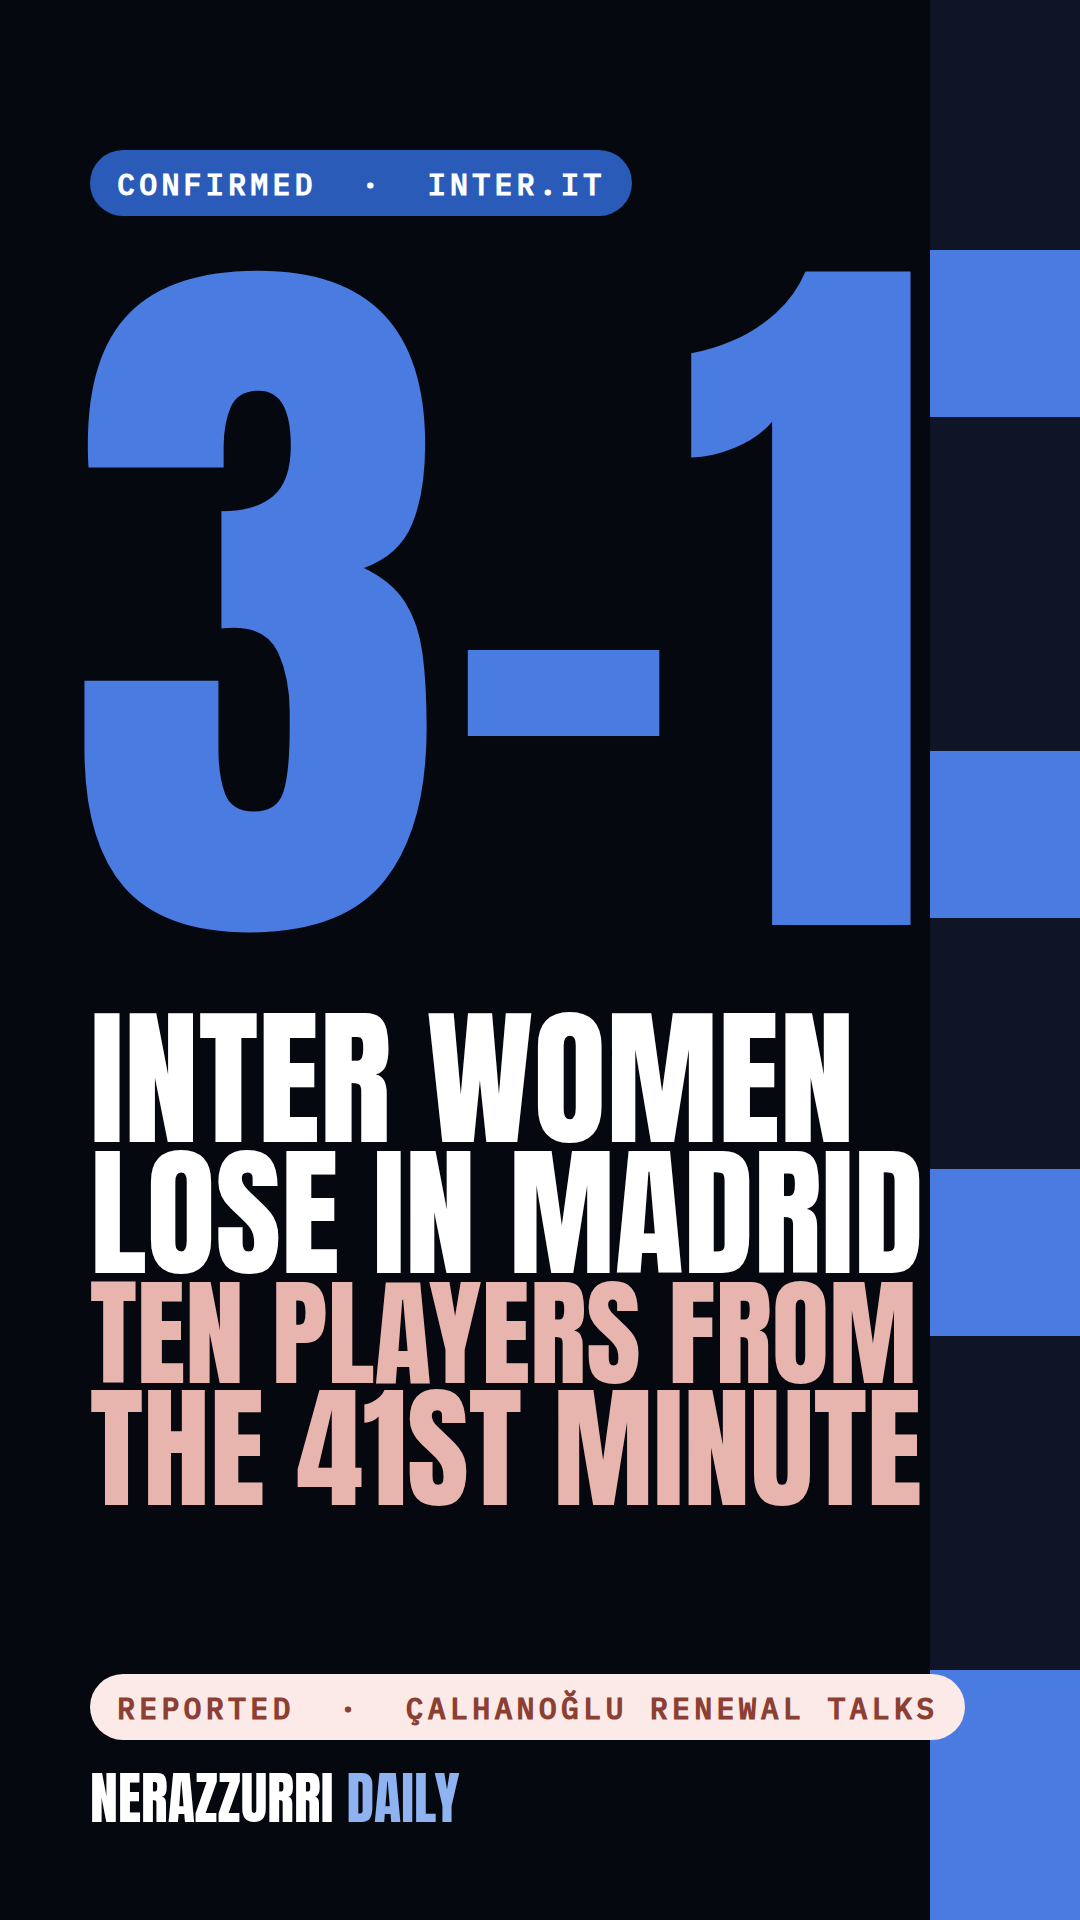 CONFIRMED · INTER.IT
3-1
INTER WOMEN
LOSE IN MADRID
TEN PLAYERS FROM
THE 41ST MINUTE
REPORTED · ÇALHANOĞLU RENEWAL TALKS
NERAZZURRI DAILY